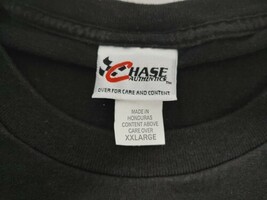 CHASE
AUTHENTICS
OVER FOR CARE AND CONTENT
MADE IN
HONDURAS
CONTENT ABOVE
CARE OVER
XXLARGE